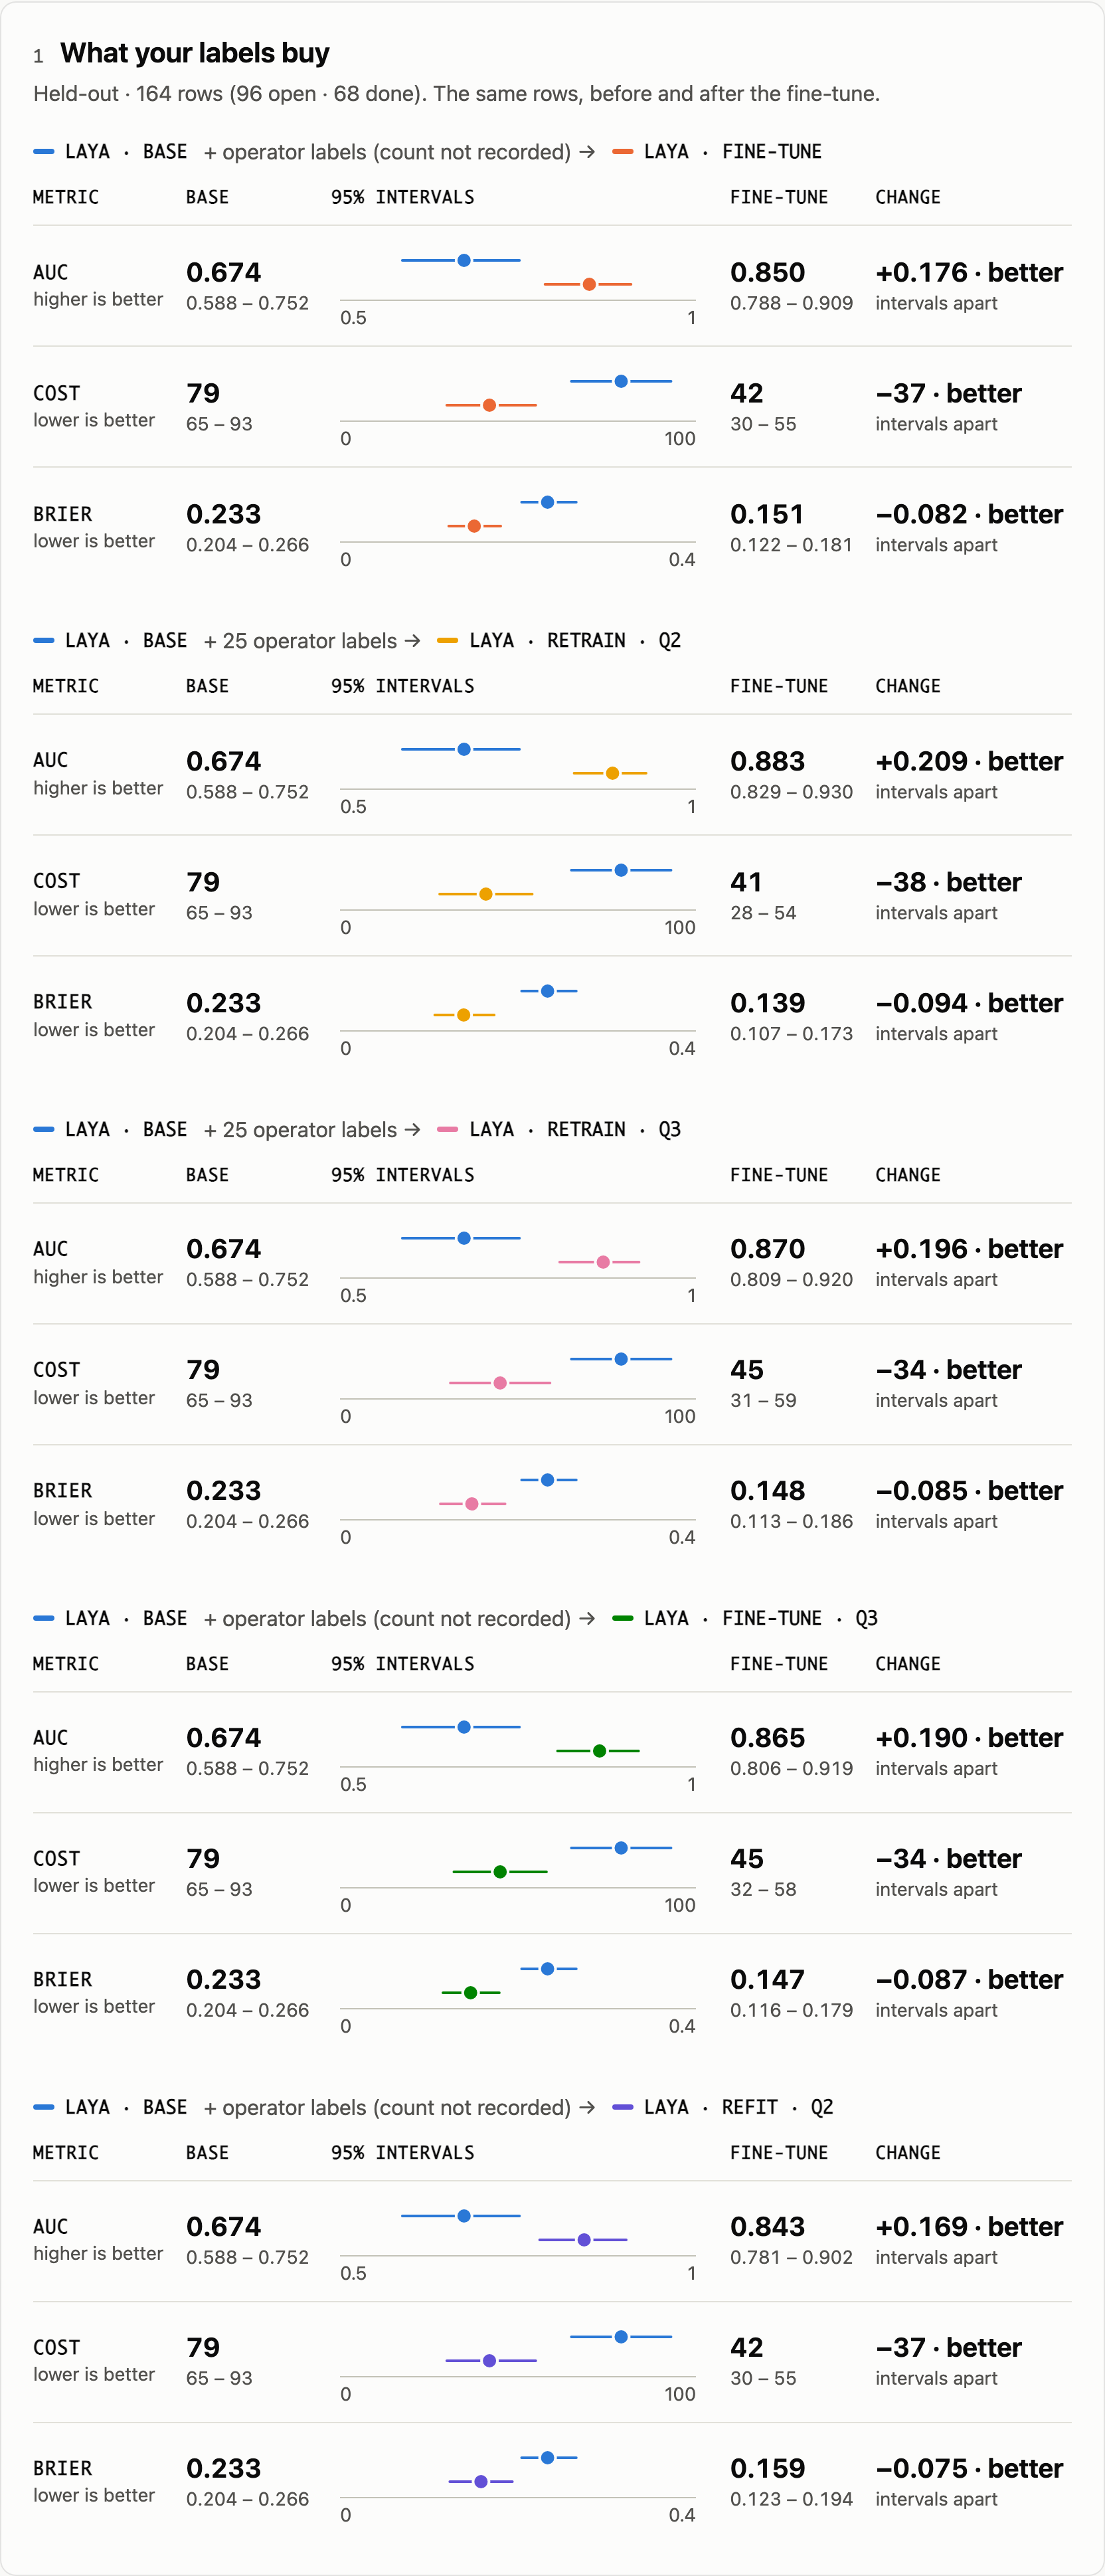 1 What your labels buy
Held-out · 164 rows (96 open · 68 done). The same rows, before and after the fine-tune.
LAYA · BASE + operator labels (count not recorded) → LAYA · FINE-TUNE
METRIC BASE 95% INTERVALS FINE-TUNE CHANGE
AUC 0.674 0.850 +0.176 · better
higher is better 0.588 – 0.752 0.788 – 0.909 intervals apart
0.5 1
COST 79 42 −37 · better
lower is better 65 – 93 30 – 55 intervals apart
0 100
BRIER 0.233 0.151 −0.082 · better
lower is better 0.204 – 0.266 0.122 – 0.181 intervals apart
0 0.4
LAYA · BASE + 25 operator labels → LAYA · RETRAIN · Q2
METRIC BASE 95% INTERVALS FINE-TUNE CHANGE
AUC 0.674 0.883 +0.209 · better
higher is better 0.588 – 0.752 0.829 – 0.930 intervals apart
0.5 1
COST 79 41 −38 · better
lower is better 65 – 93 28 – 54 intervals apart
0 100
BRIER 0.233 0.139 −0.094 · better
lower is better 0.204 – 0.266 0.107 – 0.173 intervals apart
0 0.4
LAYA · BASE + 25 operator labels → LAYA · RETRAIN · Q3
METRIC BASE 95% INTERVALS FINE-TUNE CHANGE
AUC 0.674 0.870 +0.196 · better
higher is better 0.588 – 0.752 0.809 – 0.920 intervals apart
0.5 1
COST 79 45 −34 · better
lower is better 65 – 93 31 – 59 intervals apart
0 100
BRIER 0.233 0.148 −0.085 · better
lower is better 0.204 – 0.266 0.113 – 0.186 intervals apart
0 0.4
LAYA · BASE + operator labels (count not recorded) → LAYA · FINE-TUNE · Q3
METRIC BASE 95% INTERVALS FINE-TUNE CHANGE
AUC 0.674 0.865 +0.190 · better
higher is better 0.588 – 0.752 0.806 – 0.919 intervals apart
0.5 1
COST 79 45 −34 · better
lower is better 65 – 93 32 – 58 intervals apart
0 100
BRIER 0.233 0.147 −0.087 · better
lower is better 0.204 – 0.266 0.116 – 0.179 intervals apart
0 0.4
LAYA · BASE + operator labels (count not recorded) → LAYA · REFIT · Q2
METRIC BASE 95% INTERVALS FINE-TUNE CHANGE
AUC 0.674 0.843 +0.169 · better
higher is better 0.588 – 0.752 0.781 – 0.902 intervals apart
0.5 1
COST 79 42 −37 · better
lower is better 65 – 93 30 – 55 intervals apart
0 100
BRIER 0.233 0.159 −0.075 · better
lower is better 0.204 – 0.266 0.123 – 0.194 intervals apart
0 0.4